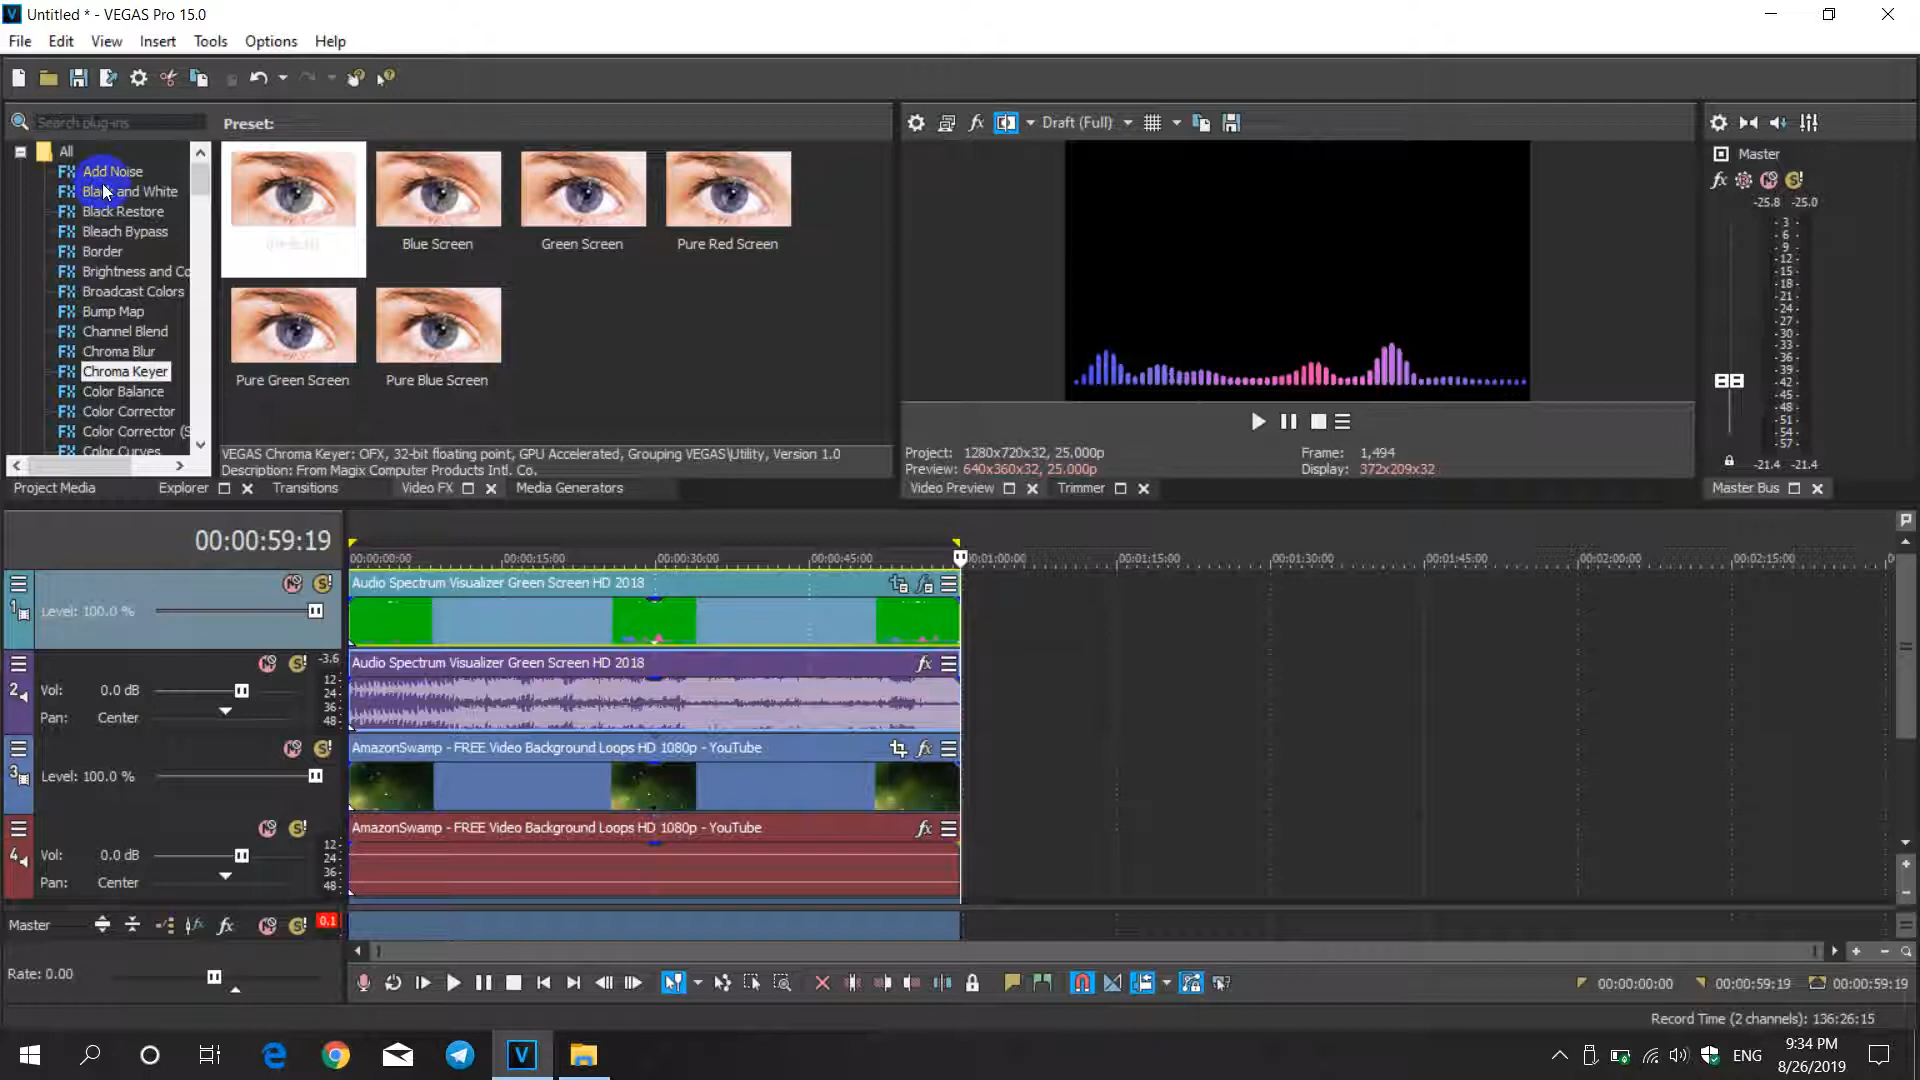 Untitled * - VEGAS Pro 15.0
File Edit View Insert Tools Options Help
Search plug-ins
Preset:
All
Add Noise
Black and White
Black Restore
Bleach Bypass
Border
Brightness and Co
Broadcast Colors
Bump Map
Channel Blend
Chroma Blur
Chroma Keyer
Color Balance
Color Corrector
Color Corrector (S
Color Curves
Blue Screen Green Screen Pure Red Screen
Pure Green Screen Pure Blue Screen
VEGAS Chroma Keyer: OFX, 32-bit floating point, GPU Accelerated, Grouping VEGAS\Utility, Version 1.0
Description: From Magix Computer Products Intl. Co.
Project Media Explorer Transitions Video FX Media Generators
Draft (Full)
Project: 1280x720x32, 25.000p Frame: 1,494
Preview: 640x360x32, 25.000p Display: 372x209x32
Video Preview Trimmer
Master
-25.8 -25.0
3
6
9
12
15
18
21
24
27
30
33
36
39
42
45
48
51
54
57
-21.4 -21.4
Master Bus
00:00:59:19
00:00:00:00 00:00:15:00 00:00:30:00 00:00:45:00 00:01:00:00 00:01:15:00 00:01:30:00 00:01:45:00 00:02:00:00 00:02:15:00
1 Level: 100.0 %
Audio Spectrum Visualizer Green Screen HD 2018
2 Vol: 0.0 dB
Pan: Center
-3.6
12
24
36
48
Audio Spectrum Visualizer Green Screen HD 2018
3 Level: 100.0 %
AmazonSwamp - FREE Video Background Loops HD 1080p - YouTube
4 Vol: 0.0 dB
Pan: Center
12
24
36
48
AmazonSwamp - FREE Video Background Loops HD 1080p - YouTube
Master 0.1
Rate: 0.00
00:00:00:00 00:00:59:19 00:00:59:19
Record Time (2 channels): 136:26:15
ENG
9:34 PM
8/26/2019